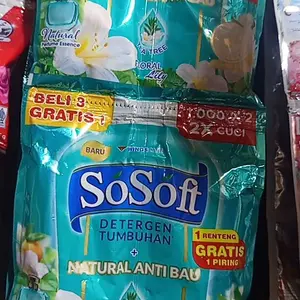 Natural
Perfume Essence
TEA TREE
FLORAL
Lily
BELI 3
GRATIS 1
1.000=2
2X CUCI
BARU
SoSoft
DETERGEN
TUMBUHAN
+
NATURAL ANTI BAU
1 RENTENG
GRATIS
1 PIRING